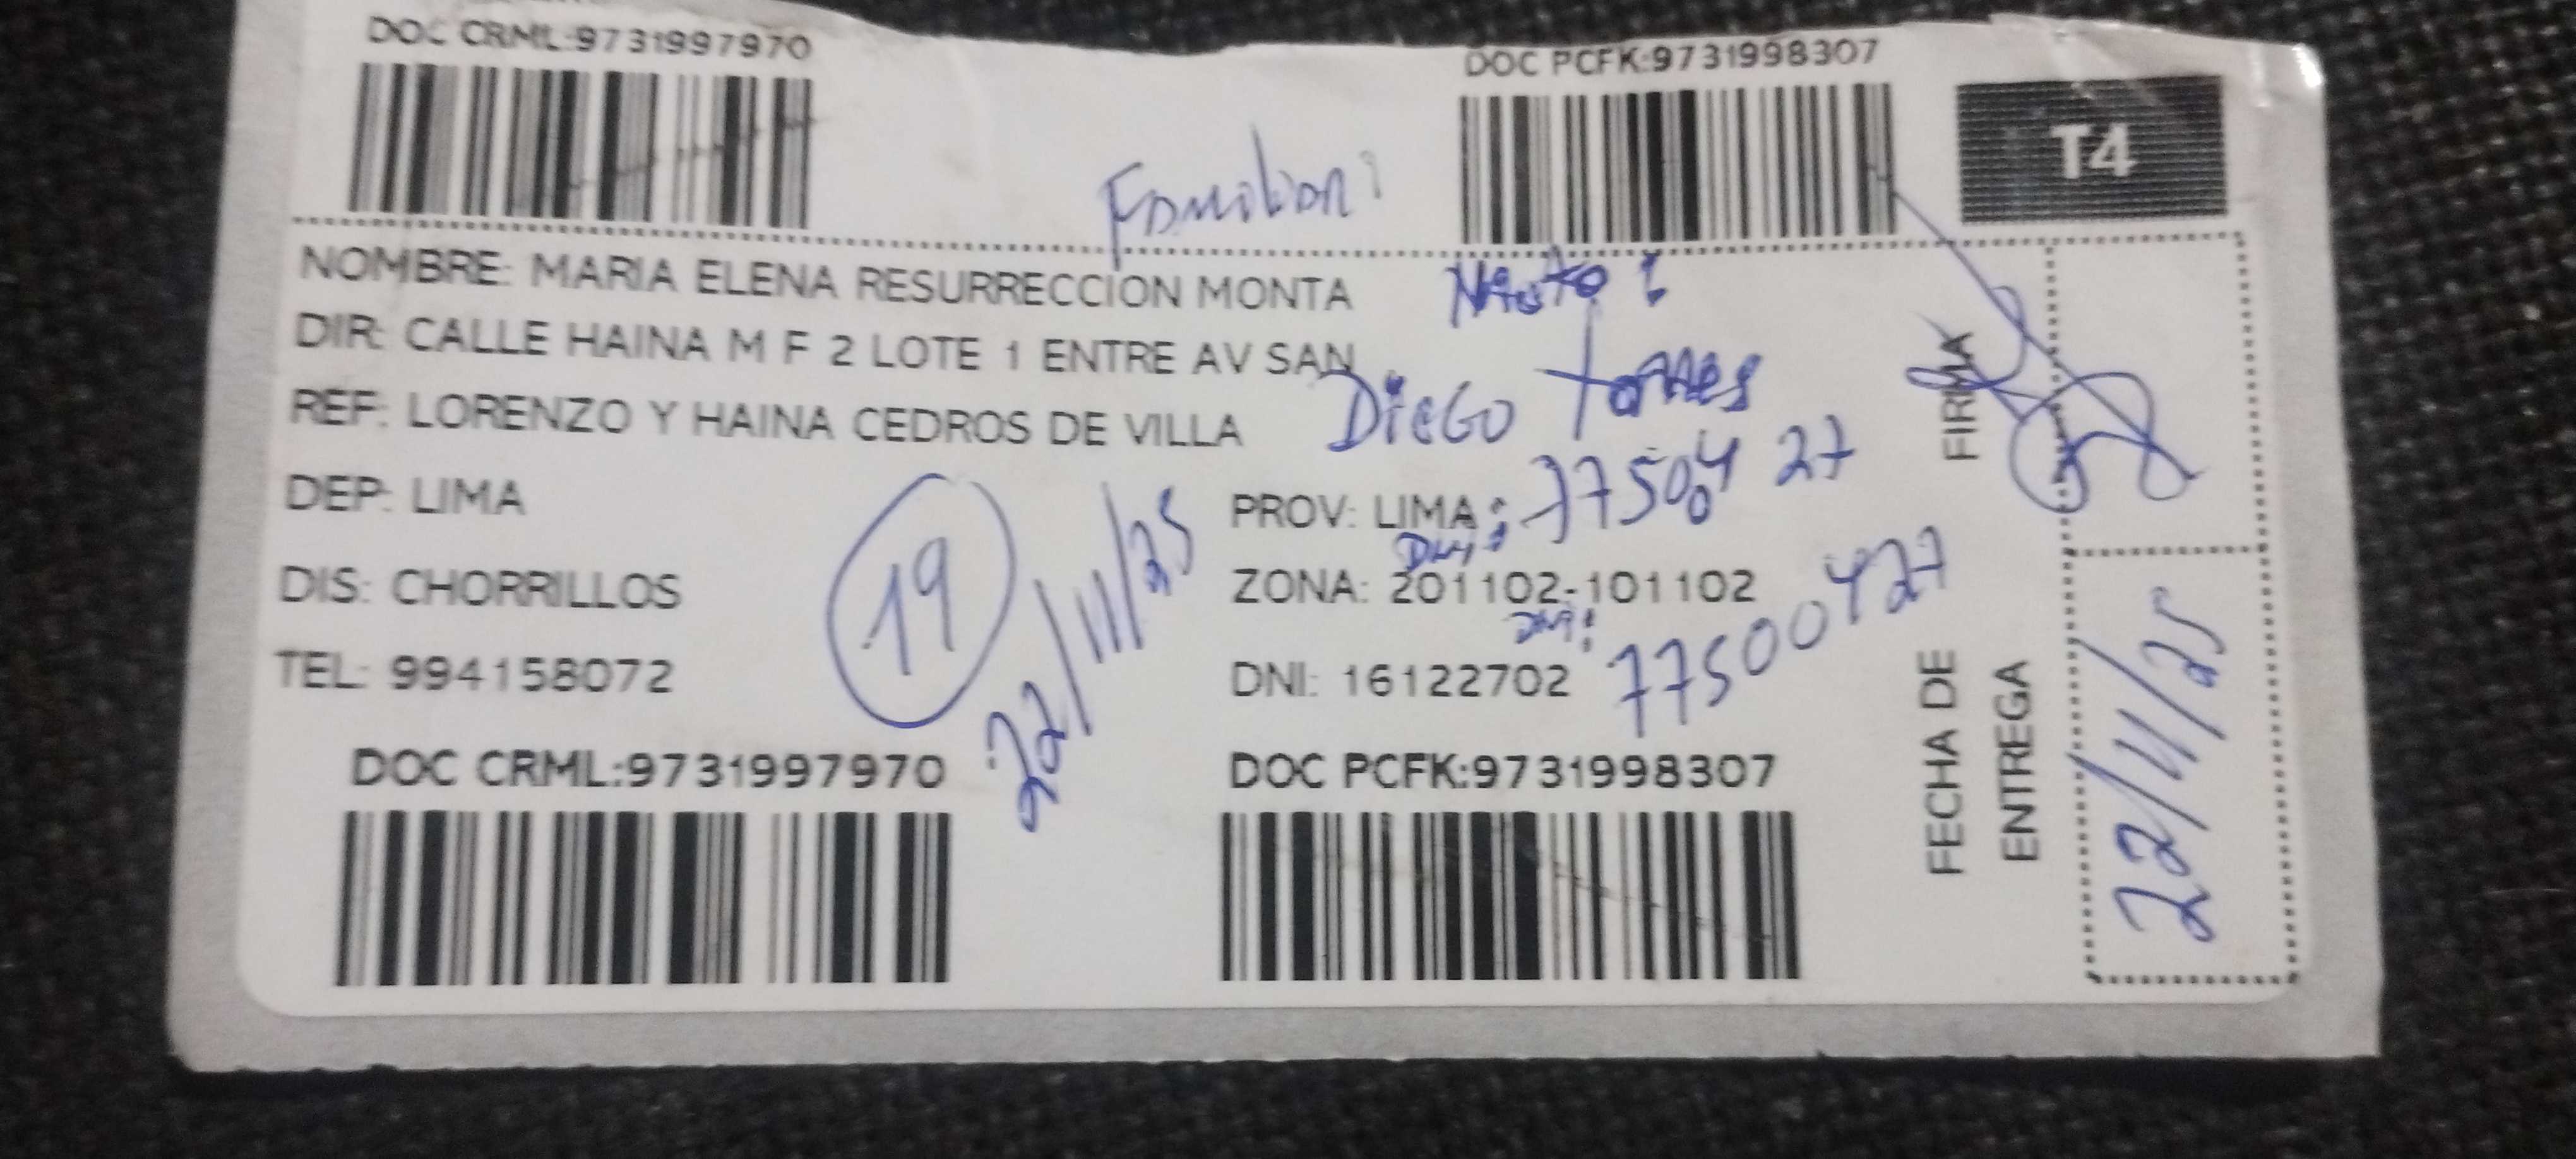 DOC CRML:9731997970
DOC PCFK:9731998307
T4
Familiar:
NOMBRE: MARIA ELENA RESURRECCION MONTA
DIR: CALLE HAINA M F 2 LOTE 1 ENTRE AV SAN
REF: LORENZO Y HAINA CEDROS DE VILLA
Diego Torres
DEP: LIMA
PROV: LIMA
77500427
DIS: CHORRILLOS
DNI:
ZONA: 201102-101102
TEL: 994158072
19
22/11/25
DNI:
DNI: 16122702
77500427
DOC CRML:9731997970
DOC PCFK:9731998307
FIRMA
FECHA DE
ENTREGA
22/11/25